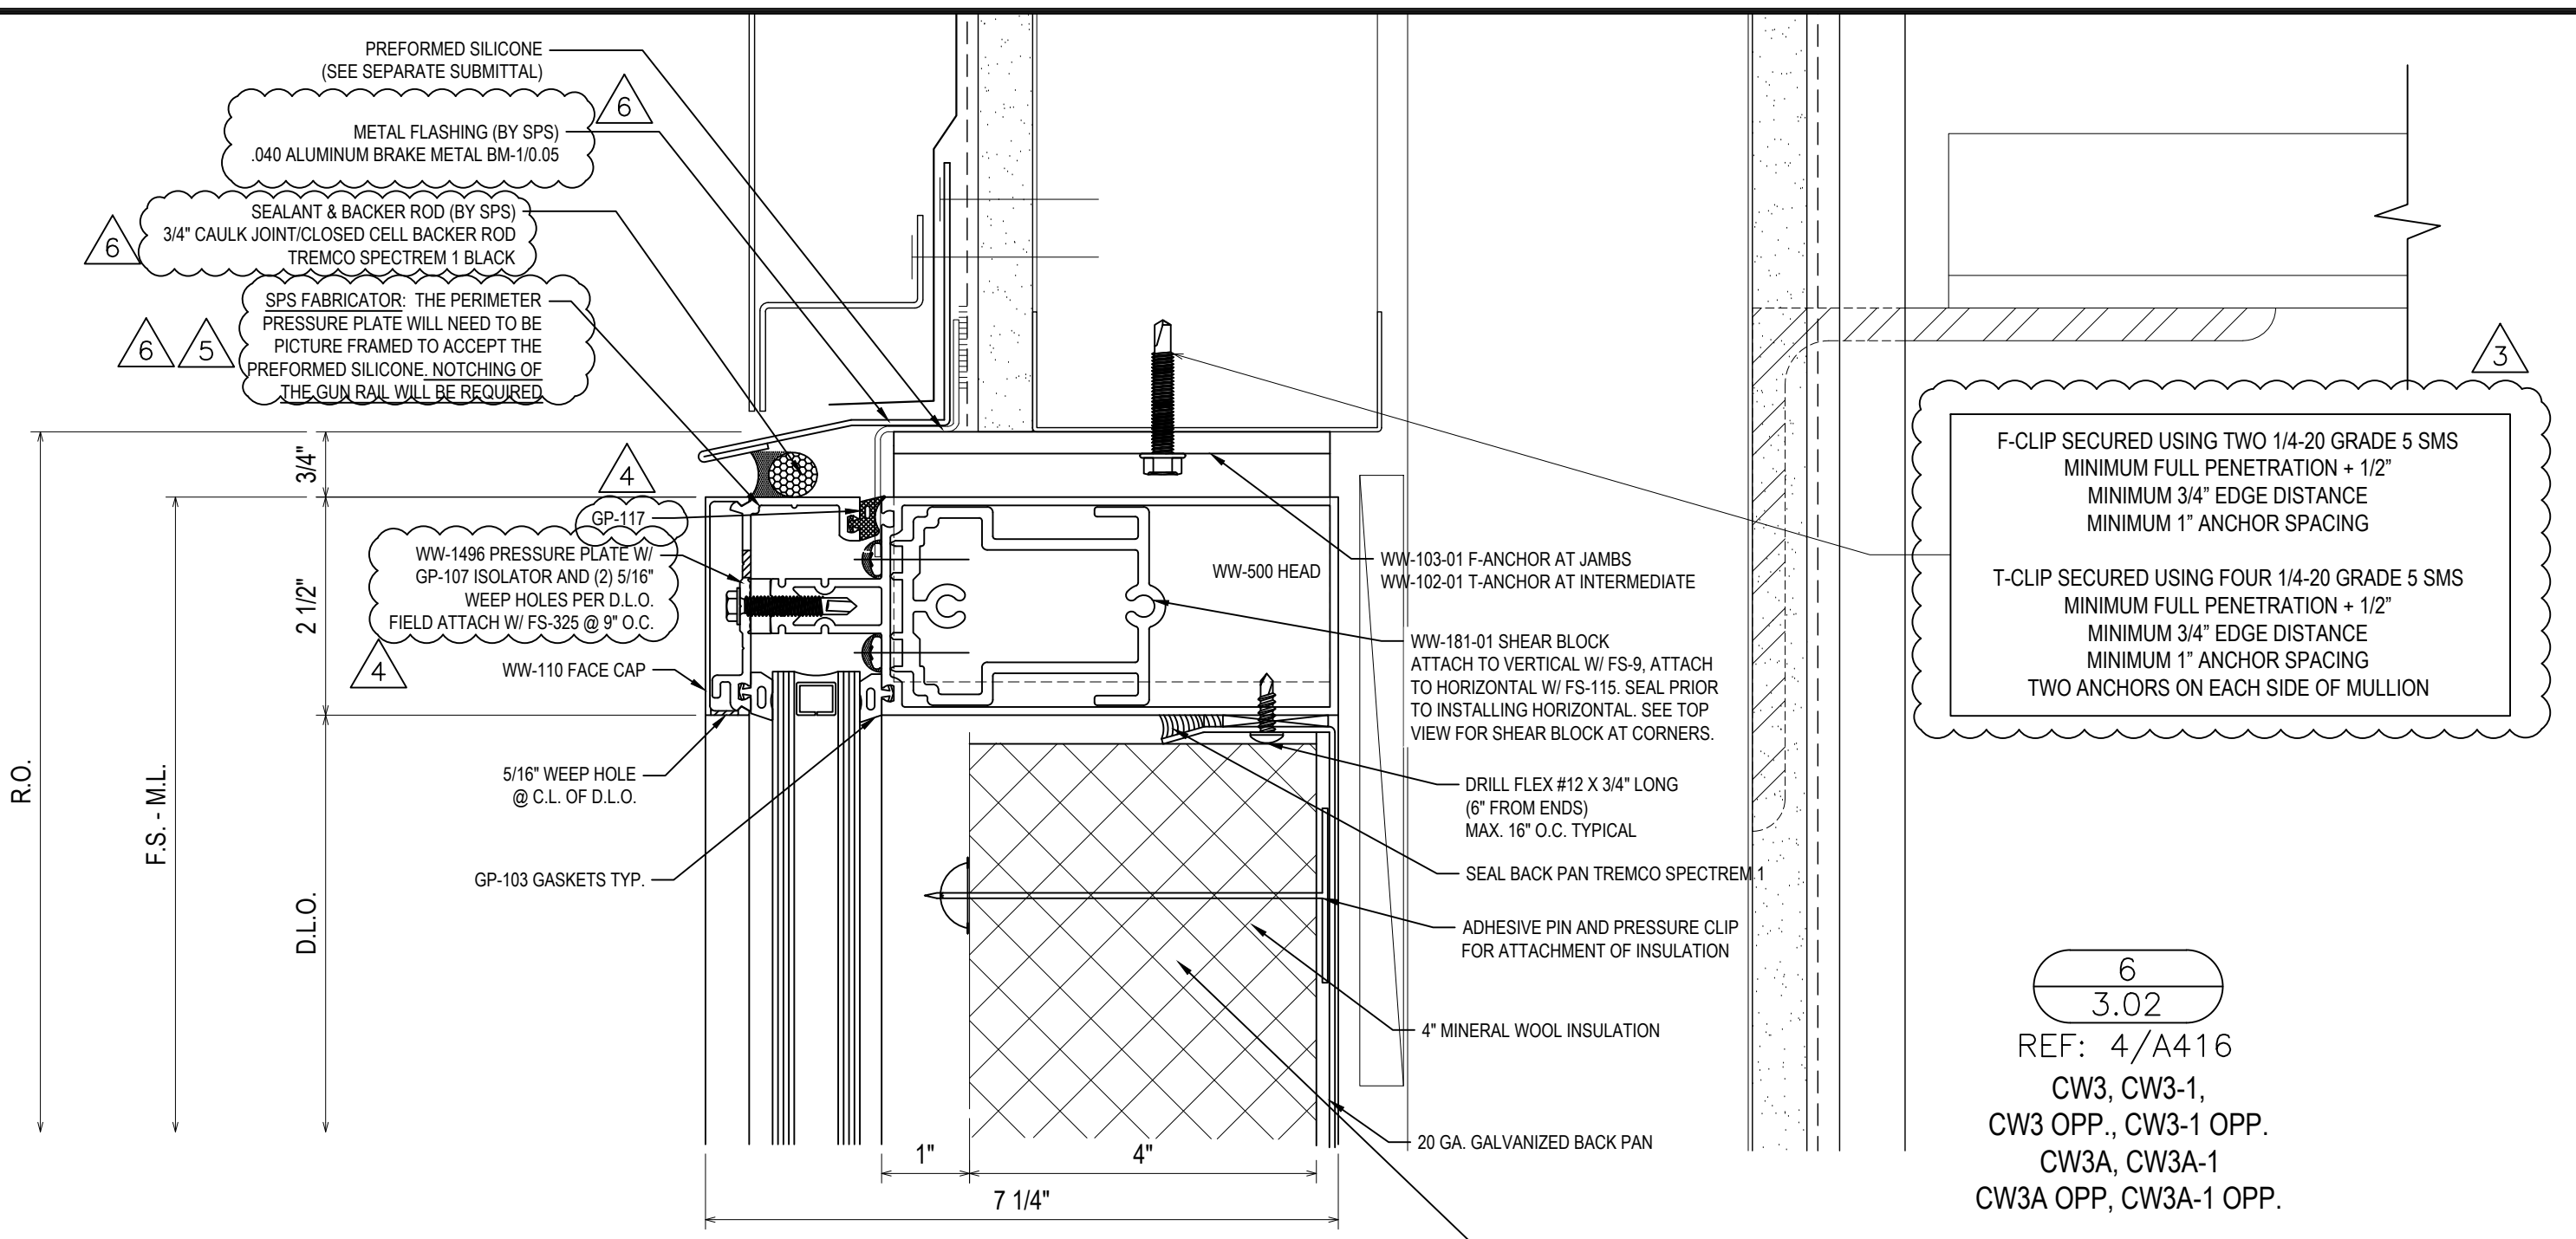 PREFORMED SILICONE
(SEE SEPARATE SUBMITTAL)
6
METAL FLASHING (BY SPS)
.040 ALUMINUM BRAKE METAL BM-1/0.05
SEALANT & BACKER ROD (BY SPS)
3/4" CAULK JOINT/CLOSED CELL BACKER ROD
TREMCO SPECTREM 1 BLACK
6
SPS FABRICATOR: THE PERIMETER
PRESSURE PLATE WILL NEED TO BE
PICTURE FRAMED TO ACCEPT THE
PREFORMED SILICONE. NOTCHING OF
THE GUN RAIL WILL BE REQUIRED
6 5
3/4"
4
GP-117
WW-1496 PRESSURE PLATE W/
GP-107 ISOLATOR AND (2) 5/16"
WEEP HOLES PER D.L.O.
FIELD ATTACH W/ FS-325 @ 9" O.C.
4
2 1/2"
WW-110 FACE CAP
5/16" WEEP HOLE
@ C.L. OF D.L.O.
GP-103 GASKETS TYP.
R.O.
F.S. - M.L.
D.L.O.
WW-500 HEAD
WW-103-01 F-ANCHOR AT JAMBS
WW-102-01 T-ANCHOR AT INTERMEDIATE
WW-181-01 SHEAR BLOCK
ATTACH TO VERTICAL W/ FS-9, ATTACH
TO HORIZONTAL W/ FS-115. SEAL PRIOR
TO INSTALLING HORIZONTAL. SEE TOP
VIEW FOR SHEAR BLOCK AT CORNERS.
DRILL FLEX #12 X 3/4" LONG
(6" FROM ENDS)
MAX. 16" O.C. TYPICAL
SEAL BACK PAN TREMCO SPECTREM 1
ADHESIVE PIN AND PRESSURE CLIP
FOR ATTACHMENT OF INSULATION
4" MINERAL WOOL INSULATION
20 GA. GALVANIZED BACK PAN
1"
4"
7 1/4"
3
F-CLIP SECURED USING TWO 1/4-20 GRADE 5 SMS
MINIMUM FULL PENETRATION + 1/2”
MINIMUM 3/4” EDGE DISTANCE
MINIMUM 1” ANCHOR SPACING
T-CLIP SECURED USING FOUR 1/4-20 GRADE 5 SMS
MINIMUM FULL PENETRATION + 1/2”
MINIMUM 3/4” EDGE DISTANCE
MINIMUM 1” ANCHOR SPACING
TWO ANCHORS ON EACH SIDE OF MULLION
6
3.02
REF: 4/A416
CW3, CW3-1,
CW3 OPP., CW3-1 OPP.
CW3A, CW3A-1
CW3A OPP, CW3A-1 OPP.